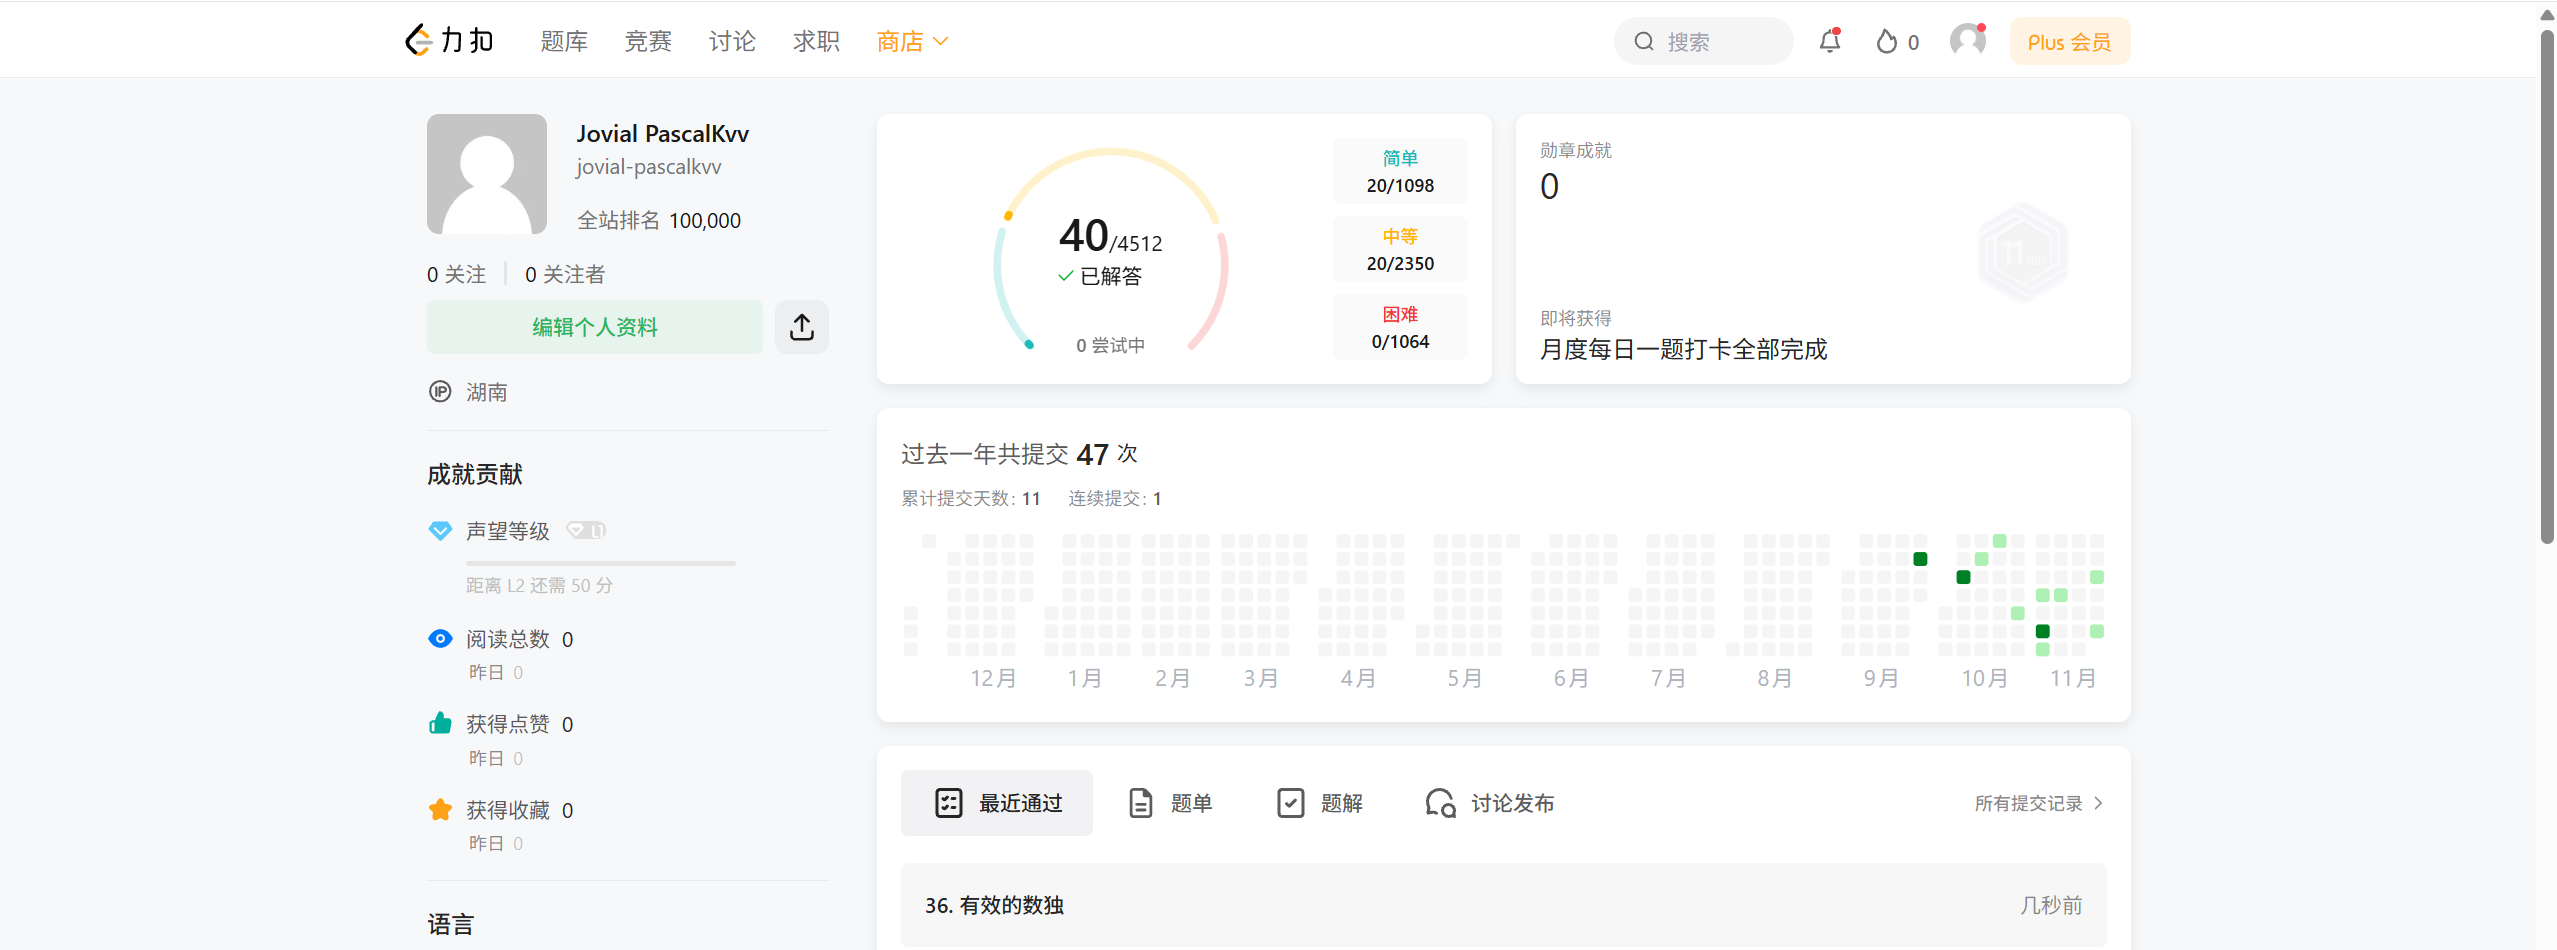 力扣 题库 竞赛 讨论 求职 商店 搜索 0 Plus 会员
Jovial PascalKvv
jovial-pascalkvv
全站排名 100,000
0 关注 0 关注者
编辑个人资料
IP 湖南
成就贡献
声望等级 L1
距离 L2 还需 50 分
阅读总数 0
昨日 0
获得点赞 0
昨日 0
获得收藏 0
昨日 0
语言
40/4512
已解答
0 尝试中
简单
20/1098
中等
20/2350
困难
0/1064
勋章成就
0
11 NOV
即将获得
月度每日一题打卡全部完成
过去一年共提交 47 次
累计提交天数: 11 连续提交: 1
12月 1月 2月 3月 4月 5月 6月 7月 8月 9月 10月 11月
最近通过 题单 题解 讨论发布 所有提交记录
36. 有效的数独 几秒前